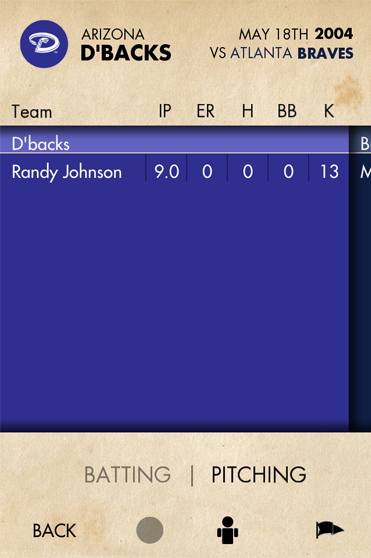 ARIZONA
D'BACKS
MAY 18TH 2004
VS ATLANTA BRAVES
Team IP ER H BB K
D'backs B
Randy Johnson 9.0 0 0 0 13 M
BATTING | PITCHING
BACK